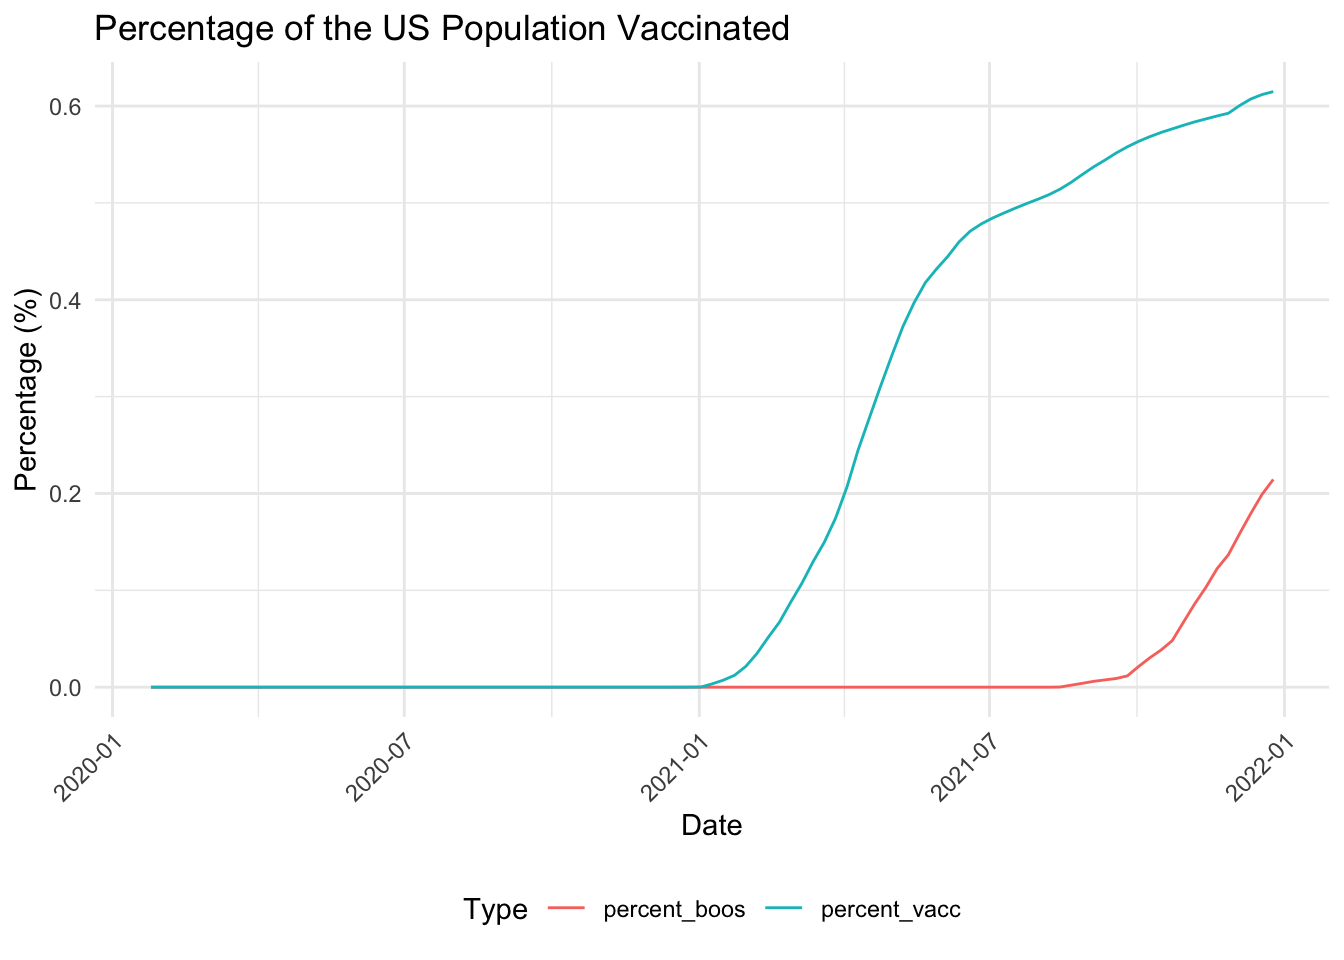 Percentage of the US Population Vaccinated
Percentage (%)
0.6
0.4
0.2
0.0
2020-01
2020-07
2021-01
2021-07
2022-01
Date
Type percent_boos percent_vacc